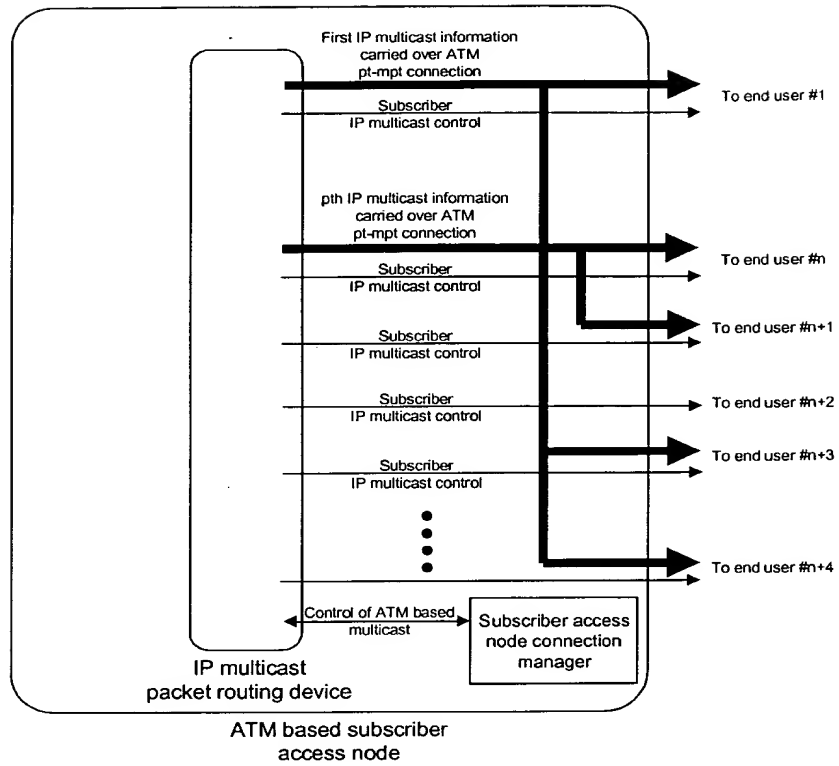 First IP multicast information
carried over ATM
pt-mpt connection
To end user #1
Subscriber
IP multicast control
pth IP multicast information
carried over ATM
pt-mpt connection
To end user #n
Subscriber
IP multicast control
To end user #n+1
Subscriber
IP multicast control
Subscriber
IP multicast control
To end user #n+2
To end user #n+3
Subscriber
IP multicast control
To end user #n+4
Control of ATM based
multicast
Subscriber access
node connection
manager
IP multicast
packet routing device
ATM based subscriber
access node